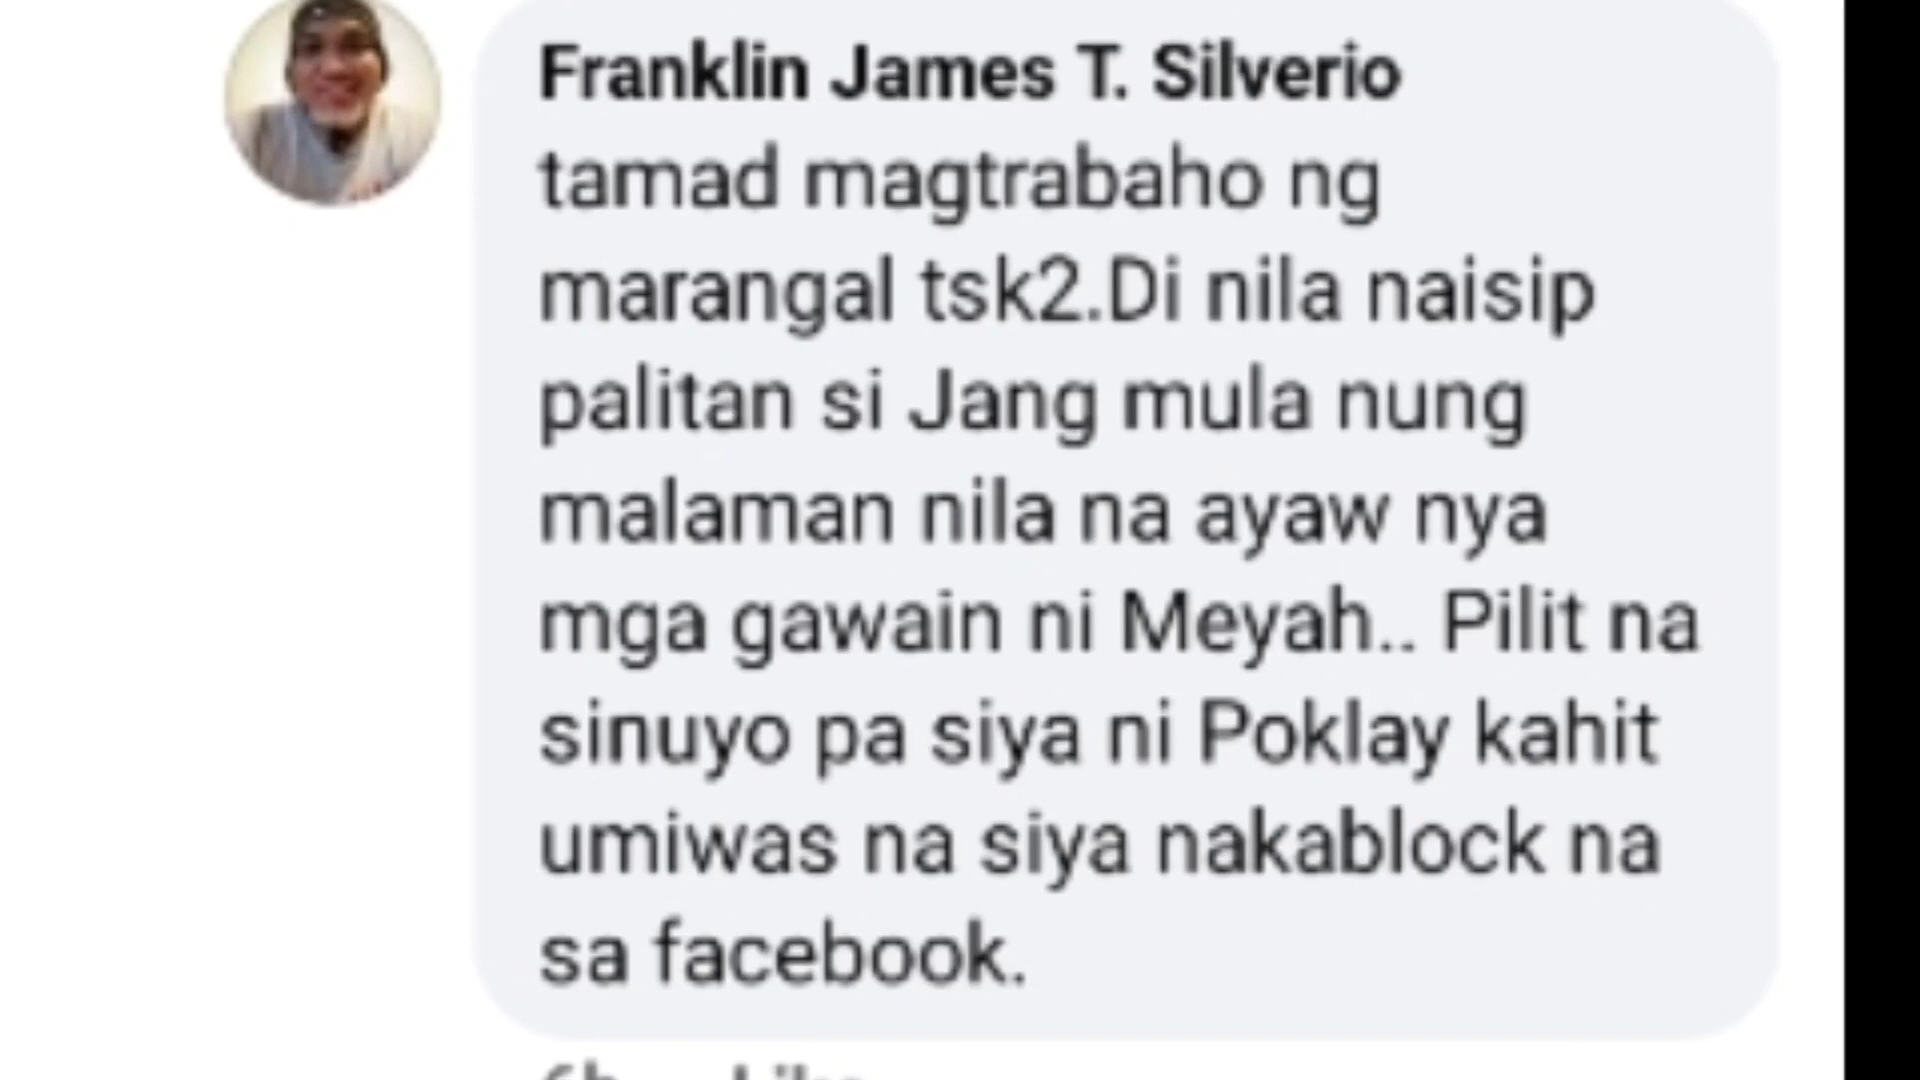 Franklin James T. Silverio
tamad magtrabaho ng
marangal tsk2.Di nila naisip
palitan si Jang mula nung
malaman nila na ayaw nya
mga gawain ni Meyah.. Pilit na
sinuyo pa siya ni Poklay kahit
umiwas na siya nakablock na
sa facebook.
6h Like